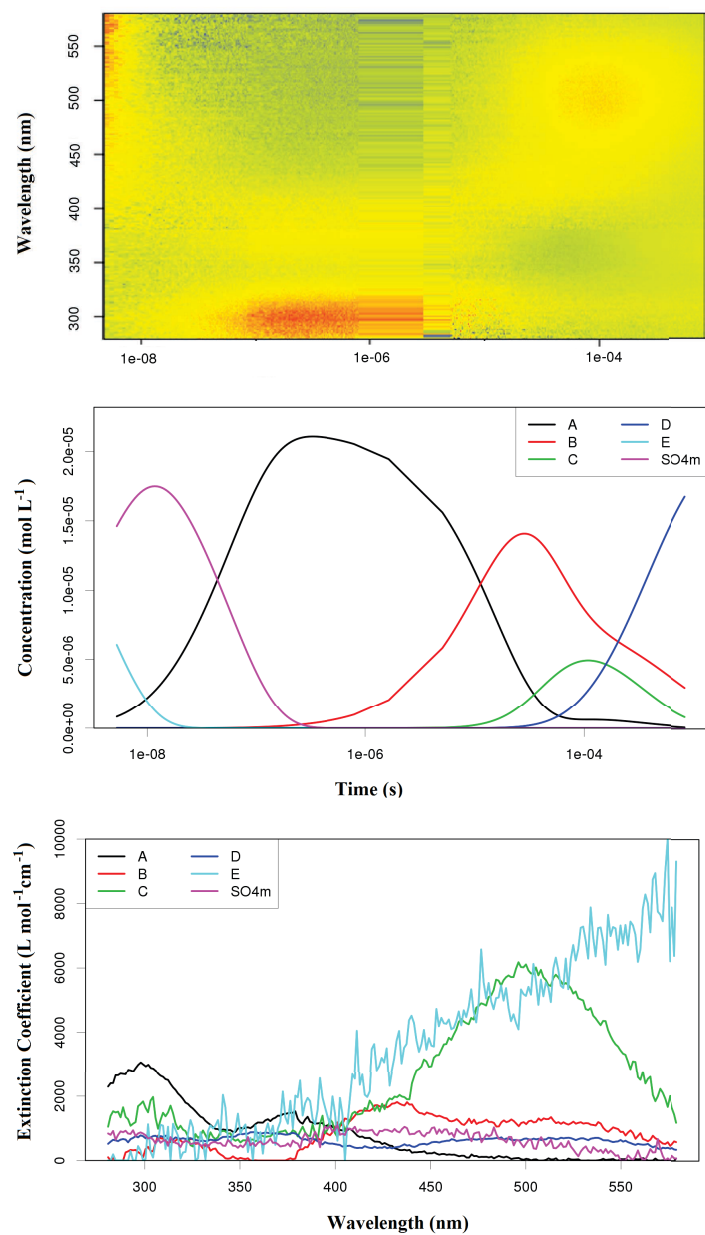 550
500
450
400
350
300
Wavelength (nm)
1e-08
1e-06
1e-04
2.0e-05
1.5e-05
1.0e-05
5.0e-06
0.0e+00
Concentration (mol L-1)
A
B
C
D
E
SO4m
1e-08
1e-06
1e-04
Time (s)
10000
8000
6000
4000
2000
0
Extinction Coefficient (L mol-1cm-1)
A
B
C
D
E
SO4m
300
350
400
450
500
550
Wavelength (nm)